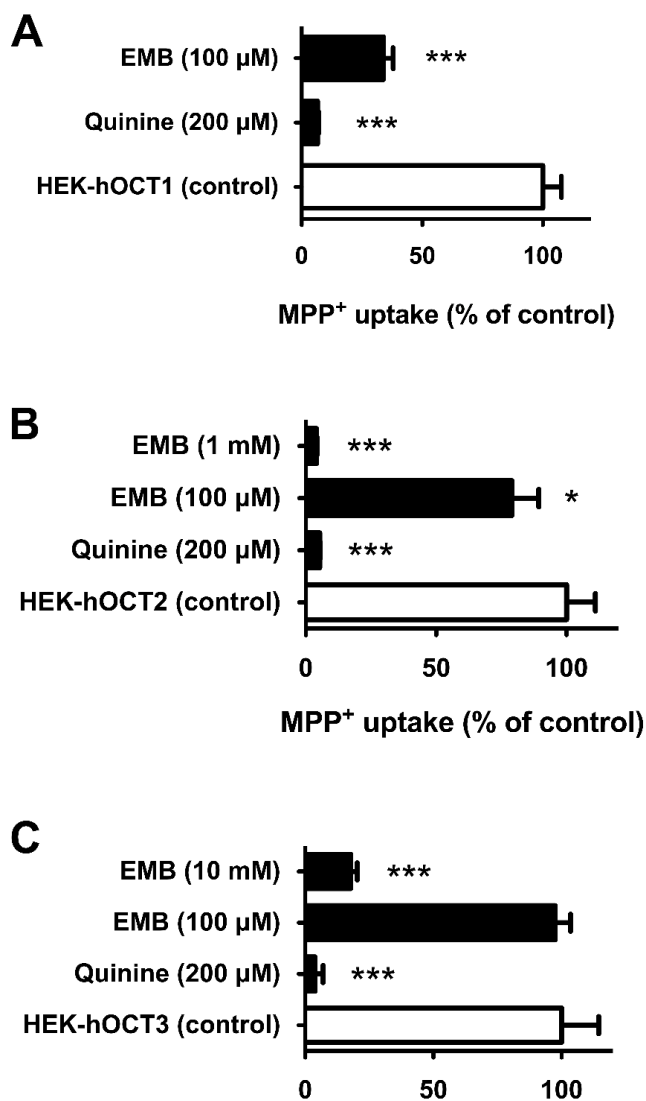 A
EMB (100 µM)
***
Quinine (200 µM)
***
HEK-hOCT1 (control)
0 50 100
MPP⁺ uptake (% of control)
B
EMB (1 mM)
***
EMB (100 µM)
*
Quinine (200 µM)
***
HEK-hOCT2 (control)
0 50 100
MPP⁺ uptake (% of control)
C
EMB (10 mM)
***
EMB (100 µM)
Quinine (200 µM)
***
HEK-hOCT3 (control)
0 50 100